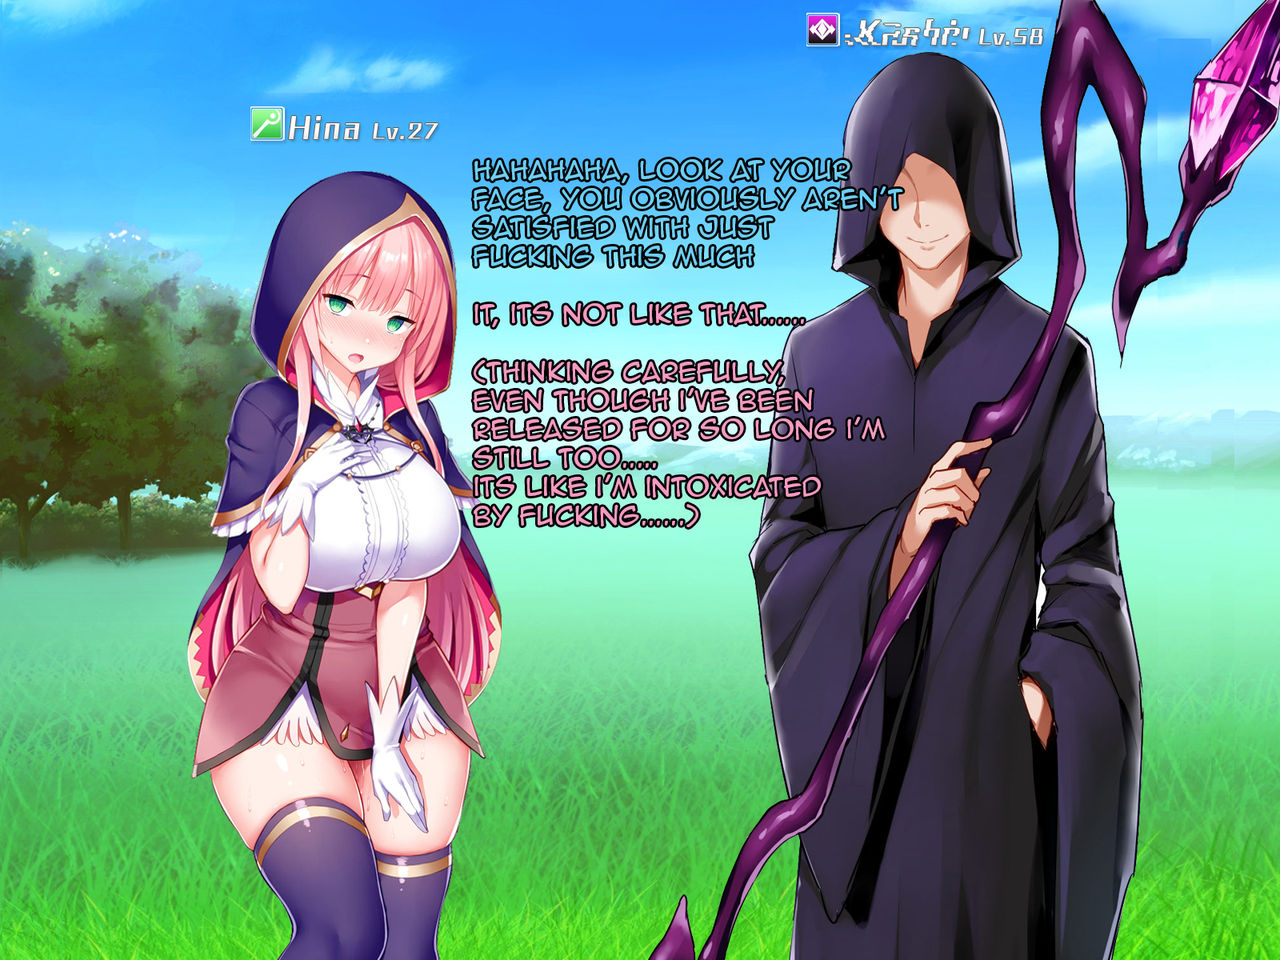 Lv.58
Hina Lv.27
HAHAHAHA, LOOK AT YOUR
FACE, YOU OBVIOUSLY AREN'T
SATISFIED WITH JUST
FUCKING THIS MUCH
IT, ITS NOT LIKE THAT......
(THINKING CAREFULLY,
EVEN THOUGH I'VE BEEN
RELEASED FOR SO LONG I'M
STILL TOO.....
ITS LIKE I'M INTOXICATED
BY FUCKING......)